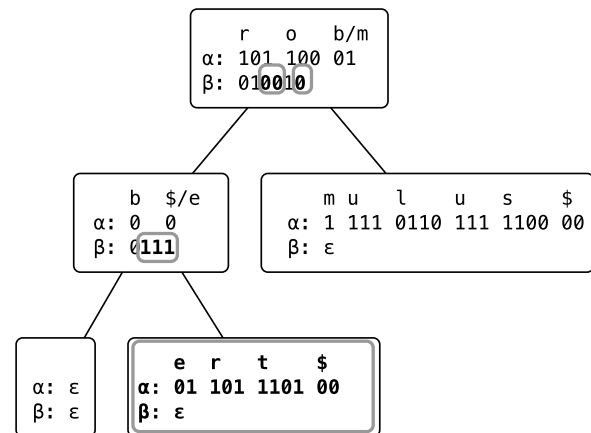 r o b/m
α: 101 100 01
β: 010010
b $/e
α: 0 0
β: 0111
m u l u s $
α: 1 111 0110 111 1100 00
β: ε
α: ε
β: ε
e r t $
α: 01 101 1101 00
β: ε